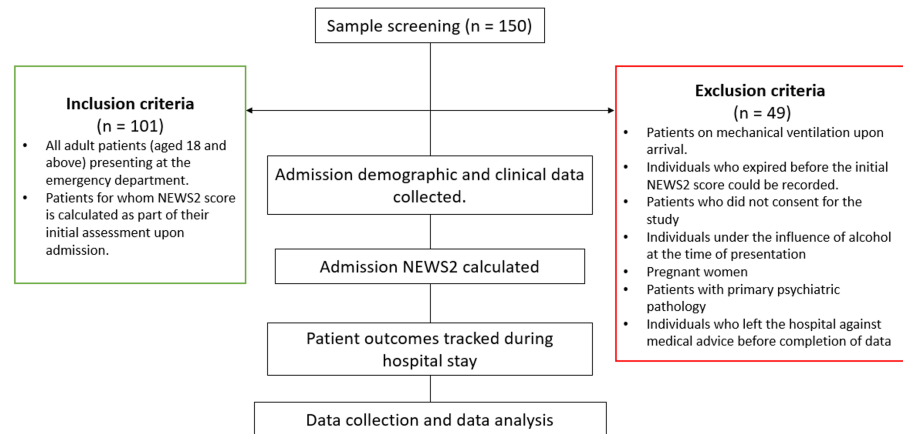 Sample screening (n = 150)
Inclusion criteria
(n = 101)
• All adult patients (aged 18 and
above) presenting at the
emergency department.
• Patients for whom NEWS2 score
is calculated as part of their
initial assessment upon
admission.
Exclusion criteria
(n = 49)
• Patients on mechanical ventilation upon
arrival.
• Individuals who expired before the initial
NEWS2 score could be recorded.
• Patients who did not consent for the
study
• Individuals under the influence of alcohol
at the time of presentation
• Pregnant women
• Patients with primary psychiatric
pathology
• Individuals who left the hospital against
medical advice before completion of data
Admission demographic and clinical data
collected.
Admission NEWS2 calculated
Patient outcomes tracked during
hospital stay
Data collection and data analysis